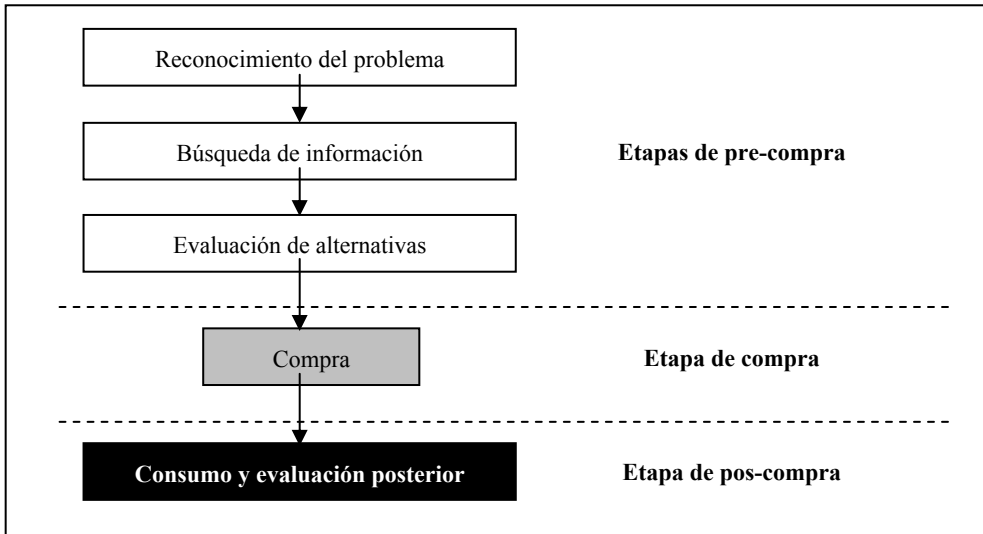 Reconocimiento del problema
Búsqueda de información
Etapas de pre-compra
Evaluación de alternativas
Compra
Etapa de compra
Consumo y evaluación posterior
Etapa de pos-compra